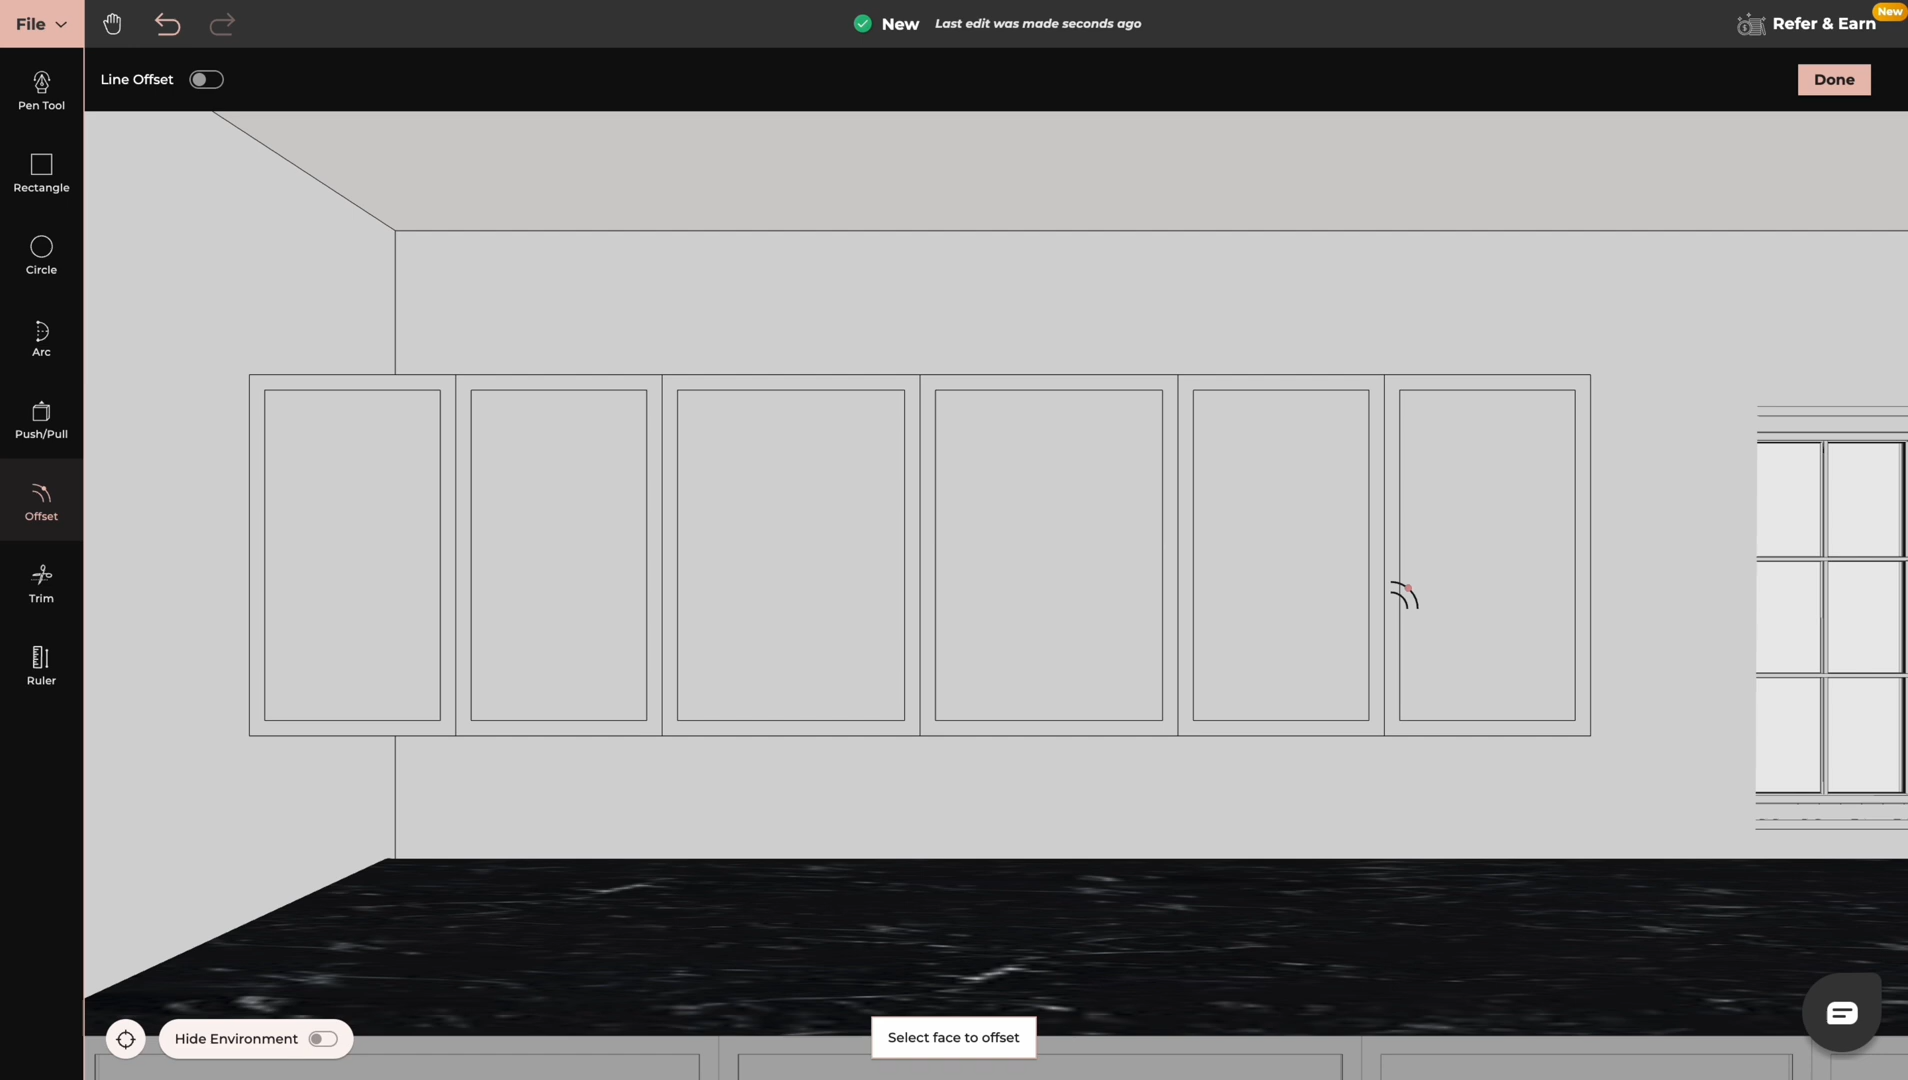 File
New
Last edit was made seconds ago
New
Refer & Earn
Line Offset
Done
Pen Tool
Rectangle
Circle
Arc
Push/Pull
Offset
Trim
Ruler
Hide Environment
Select face to offset